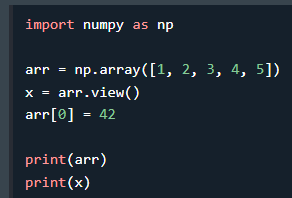 import numpy as np
arr = np.array([1, 2, 3, 4, 5])
x = arr.view()
arr[0] = 42
print(arr)
print(x)